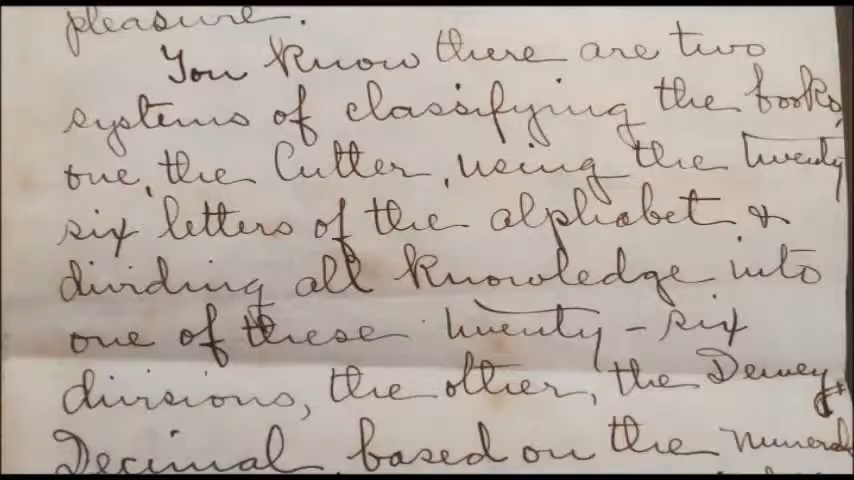 pleasure.
You know there are two
systems of classifying the books,
one, the Cutter, using the twenty
six letters of the alphabet &
dividing all knowledge into
one of these twenty-six
divisions, the other, the Dewey
Decimal, based on the numerals